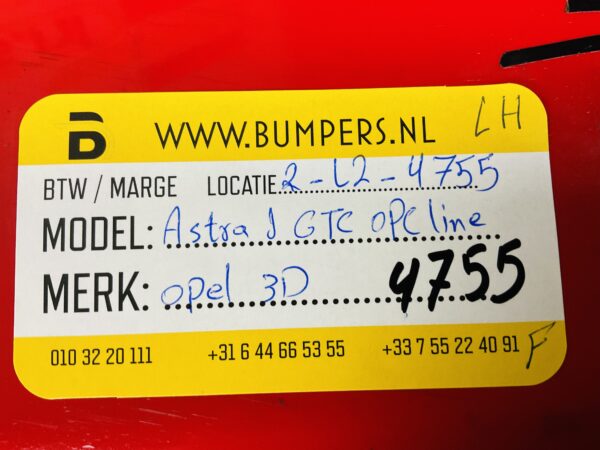 WWW.BUMPERS.NL LH
BTW / MARGE LOCATIE 2-L2-4755
MODEL: Astra J GTC OPC line
MERK: opel 3D 4755
010 32 20 111 +31 6 44 66 53 55 +33 7 55 22 40 91 F